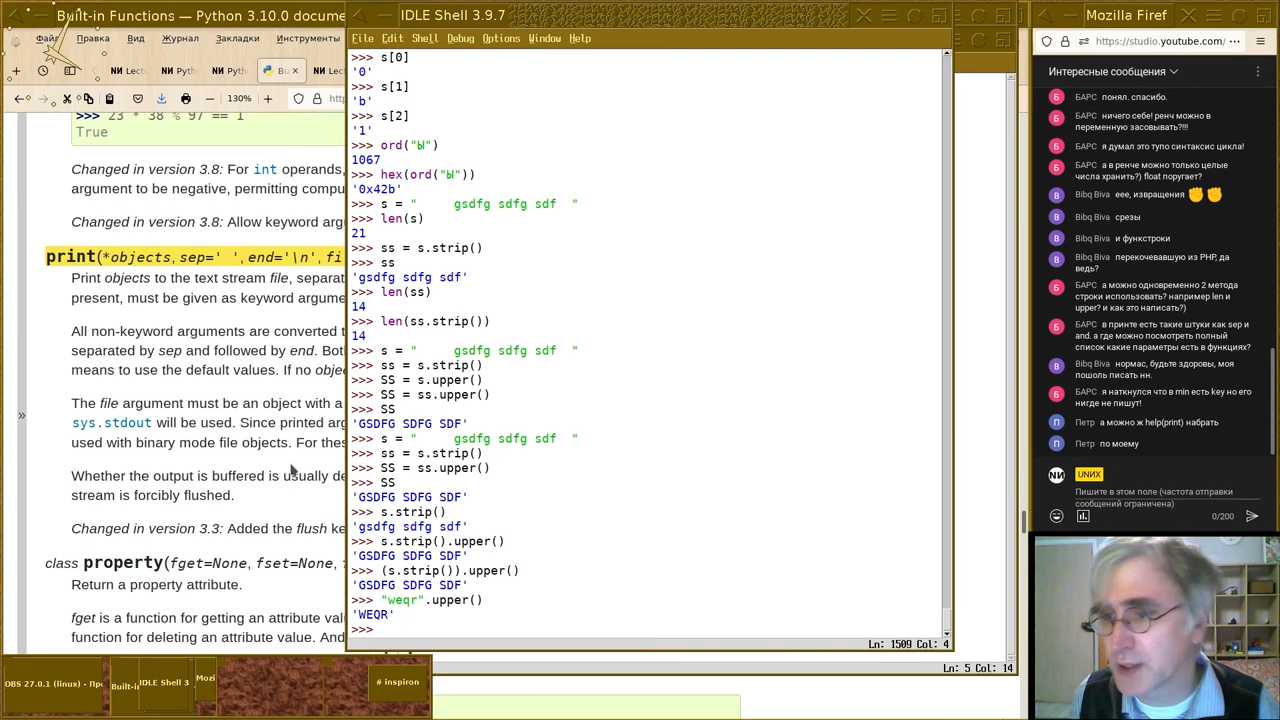 Built-in Functions — Python 3.10.0 docume
Файл Правка Вид Журнал Закладки Инструменты
Lect Pyth Pyth Bu Lect
130%
>>> 23 * 38 % 97 == 1
True
Changed in version 3.8: For int operands,
argument to be negative, permitting compu
Changed in version 3.8: Allow keyword arg
print(*objects, sep=' ', end='\n', fi
Print objects to the text stream file, separat
present, must be given as keyword argume
All non-keyword arguments are converted t
separated by sep and followed by end. Bot
means to use the default values. If no obje
The file argument must be an object with a
sys.stdout will be used. Since printed arg
used with binary mode file objects. For thes
Whether the output is buffered is usually de
stream is forcibly flushed.
Changed in version 3.3: Added the flush ke
class property(fget=None, fset=None,
Return a property attribute.
fget is a function for getting an attribute valu
function for deleting an attribute value. And
IDLE Shell 3.9.7
File Edit Shell Debug Options Window Help
>>> s[0]
'0'
>>> s[1]
'b'
>>> s[2]
'1'
>>> ord("Ы")
1067
>>> hex(ord("Ы"))
'0x42b'
>>> s = "     gsdfg sdfg sdf  "
>>> len(s)
21
>>> ss = s.strip()
>>> ss
'gsdfg sdfg sdf'
>>> len(ss)
14
>>> len(ss.strip())
14
>>> s = "     gsdfg sdfg sdf  "
>>> ss = s.strip()
>>> SS = s.upper()
>>> SS = ss.upper()
>>> SS
'GSDFG SDFG SDF'
>>> s = "     gsdfg sdfg sdf  "
>>> ss = s.strip()
>>> SS = ss.upper()
>>> SS
'GSDFG SDFG SDF'
>>> s.strip()
'gsdfg sdfg sdf'
>>> s.strip().upper()
'GSDFG SDFG SDF'
>>> (s.strip()).upper()
'GSDFG SDFG SDF'
>>> "weqr".upper()
'WEQR'
>>>
Ln: 1509 Col: 4
Ln: 5 Col: 14
Mozilla Firef
https://studio.youtube.com/
Интересные сообщения
БАРС понял. спасибо.
БАРС ничего себе! ренч можно в
переменную засовывать?!!!
БАРС я думал это тупо синтаксис цикла!
БАРС а в ренче можно только целые
числа хранить?) float поругает?
Bibq Biva еее, извращения
Bibq Biva срезы
Bibq Biva и функстроки
Bibq Biva перекочевавшую из PHP, да
ведь?
БАРС а можно одновременно 2 метода
строки использовать? например len и
upper? и как это написать?)
БАРС в принте есть такие штуки как sep и
and. а где можно посмотреть полный
список какие параметры есть в функциях?
Bibq Biva нормас, будьте здоровы, моя
пошоль писать нн.
БАРС я наткнулся что в min есть key но его
нигде не пишут!
Петр а можно ж help(print) набрать
Петр по моему
UNИX
Пишите в этом поле (частота отправки
сообщений ограничена)
0/200
OBS 27.0.1 (linux) - Пр
Built-i
IDLE Shell 3
Mozi
# inspiron